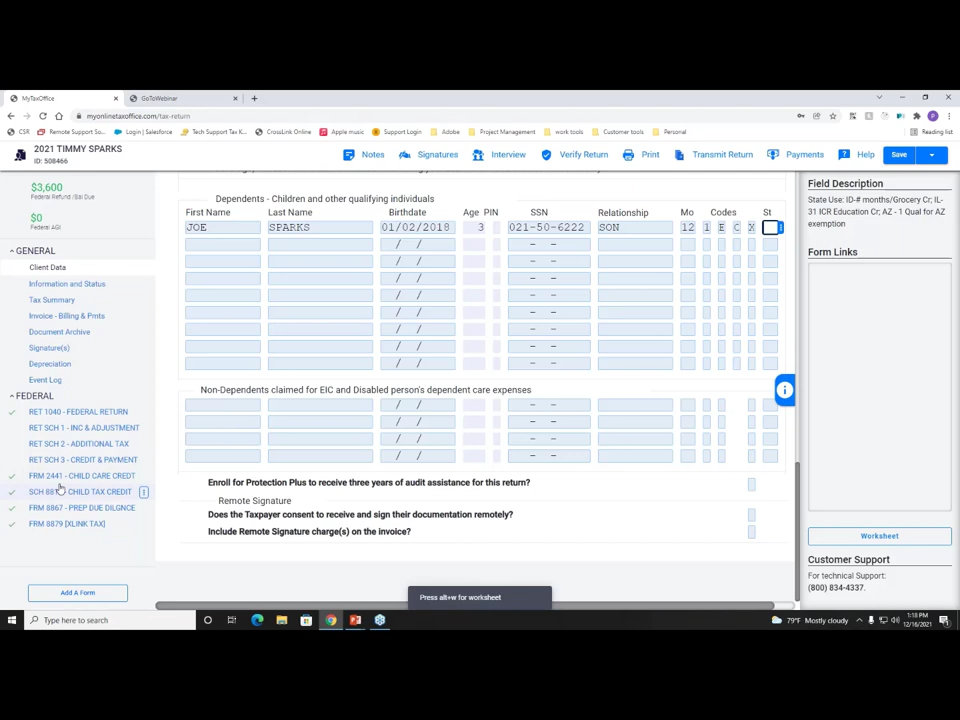 MyTaxOffice
GoToWebinar
myonlinetaxoffice.com/tax-return
CSR
Remote Support So...
Login | Salesforce
Tech Support Tax K...
CrossLink Online
Apple music
Support Login
Adobe
Project Management
work tools
Customer tools
Personal
Reading list
2021 TIMMY SPARKS
ID: 508466
Notes
Signatures
Interview
Verify Return
Print
Transmit Return
Payments
Help
Save
$3,600
Federal Refund /Bal Due
$0
Federal AGI
GENERAL
Client Data
Information and Status
Tax Summary
Invoice - Billing & Pmts
Document Archive
Signature(s)
Depreciation
Event Log
FEDERAL
RET 1040 - FEDERAL RETURN
RET SCH 1 - INC & ADJUSTMENT
RET SCH 2 - ADDITIONAL TAX
RET SCH 3 - CREDIT & PAYMENT
FRM 2441 - CHILD CARE CREDT
SCH 881 CHILD TAX CREDIT
FRM 8867 - PREP DUE DILGNCE
FRM 8879 [XLINK TAX]
Add A Form
Dependents - Children and other qualifying individuals
First Name Last Name Birthdate Age PIN SSN Relationship Mo Codes St
JOE SPARKS 01/02/2018 3 021-50-6222 SON 12 1 E C X
/ / – –
/ / – –
/ / – –
/ / – –
/ / – –
/ / – –
/ / – –
/ / – –
Non-Dependents claimed for EIC and Disabled person's dependent care expenses
/ / – –
/ / – –
/ / – –
/ / – –
Enroll for Protection Plus to receive three years of audit assistance for this return?
Remote Signature
Does the Taxpayer consent to receive and sign their documentation remotely?
Include Remote Signature charge(s) on the invoice?
Press alt+w for worksheet
Field Description
State Use: ID-# months/Grocery Cr; IL-
31 ICR Education Cr; AZ - 1 Qual for AZ
exemption
Form Links
Worksheet
Customer Support
For technical Support:
(800) 834-4337.
Type here to search
79°F Mostly cloudy
1:18 PM
12/16/2021